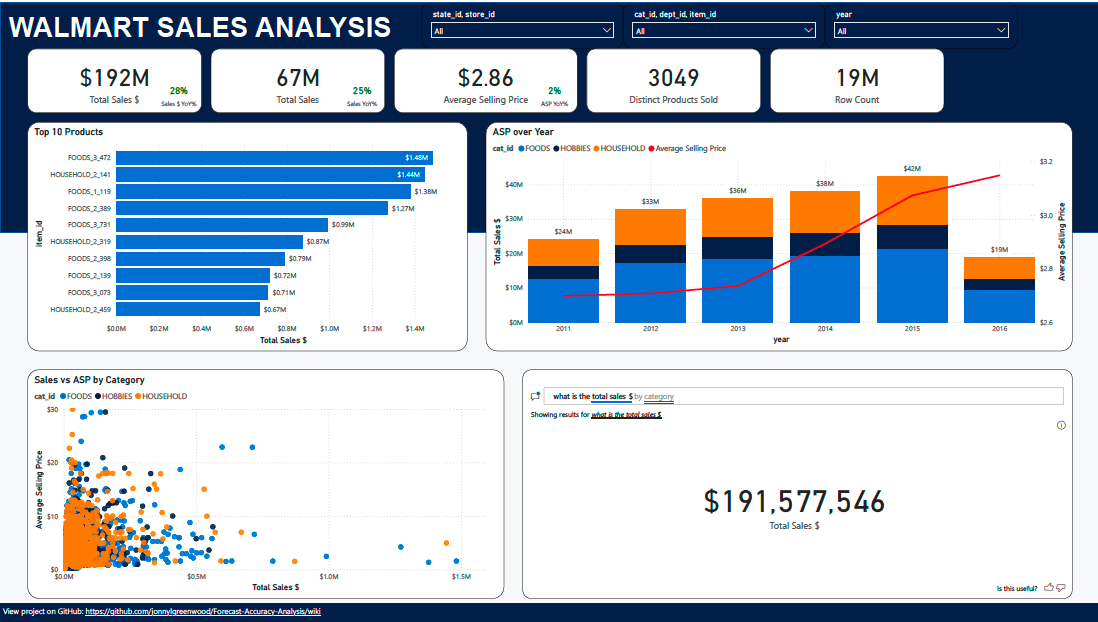 WALMART SALES ANALYSIS
state_id, store_id
All
cat_id, dept_id, item_id
All
year
All
$192M
Total Sales $
28%
Sales $ YoY%
67M
Total Sales
25%
Sales YoY%
$2.86
Average Selling Price
2%
ASP YoY%
3049
Distinct Products Sold
19M
Row Count
Top 10 Products
item_id
FOODS_3_472
$1.48M
HOUSEHOLD_2_141
$1.44M
FOODS_1_119
$1.38M
FOODS_2_389
$1.27M
FOODS_3_731
$0.99M
HOUSEHOLD_2_319
$0.87M
FOODS_2_398
$0.79M
FOODS_2_139
$0.72M
FOODS_3_073
$0.71M
HOUSEHOLD_2_459
$0.67M
$0.0M $0.2M $0.4M $0.6M $0.8M $1.0M $1.2M $1.4M
Total Sales $
ASP over Year
cat_id FOODS HOBBIES HOUSEHOLD Average Selling Price
Total Sales $
$40M
$30M
$20M
$10M
$0M
$24M
$33M
$36M
$38M
$42M
$19M
$3.2
$3.0
$2.8
$2.6
Average Selling Price
2011 2012 2013 2014 2015 2016
year
Sales vs ASP by Category
cat_id FOODS HOBBIES HOUSEHOLD
Average Selling Price
$30
$20
$10
$0
$0.0M $0.5M $1.0M $1.5M
Total Sales $
what is the total sales $ by category
Showing results for what is the total sales $
$191,577,546
Total Sales $
Is this useful?
View project on GitHub: https://github.com/jonnylgreenwood/Forecast-Accuracy-Analysis/wiki